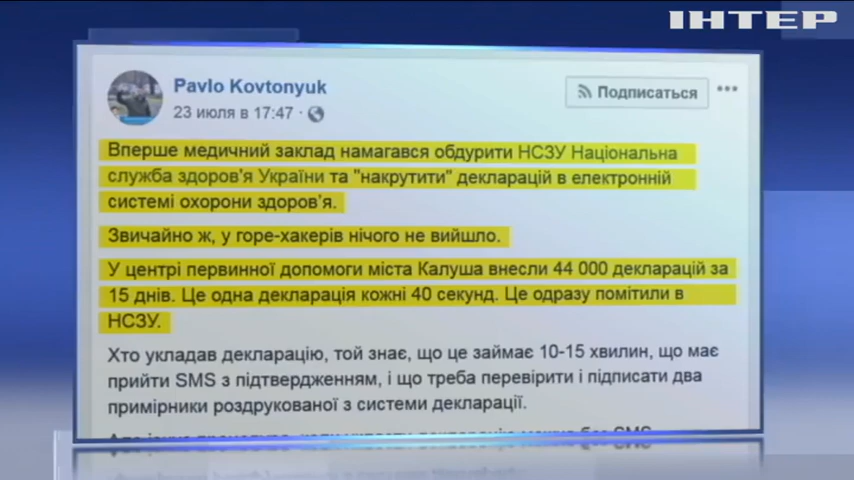 ІНТЕР
Pavlo Kovtonyuk
Подписаться
23 июля в 17:47 ·
Вперше медичний заклад намагався обдурити НСЗУ Національна
служба здоров'я України та "накрутити" декларацій в електронній
системі охорони здоров'я.
Звичайно ж, у горе-хакерів нічого не вийшло.
У центрі первинної допомоги міста Калуша внесли 44 000 декларацій за
15 днів. Це одна декларація кожні 40 секунд. Це одразу помітили в
НСЗУ.
Хто укладав декларацію, той знає, що це займає 10-15 хвилин, що має
прийти SMS з підтвердженням, і що треба перевірити і підписати два
примірники роздрукованої з системи декларації.